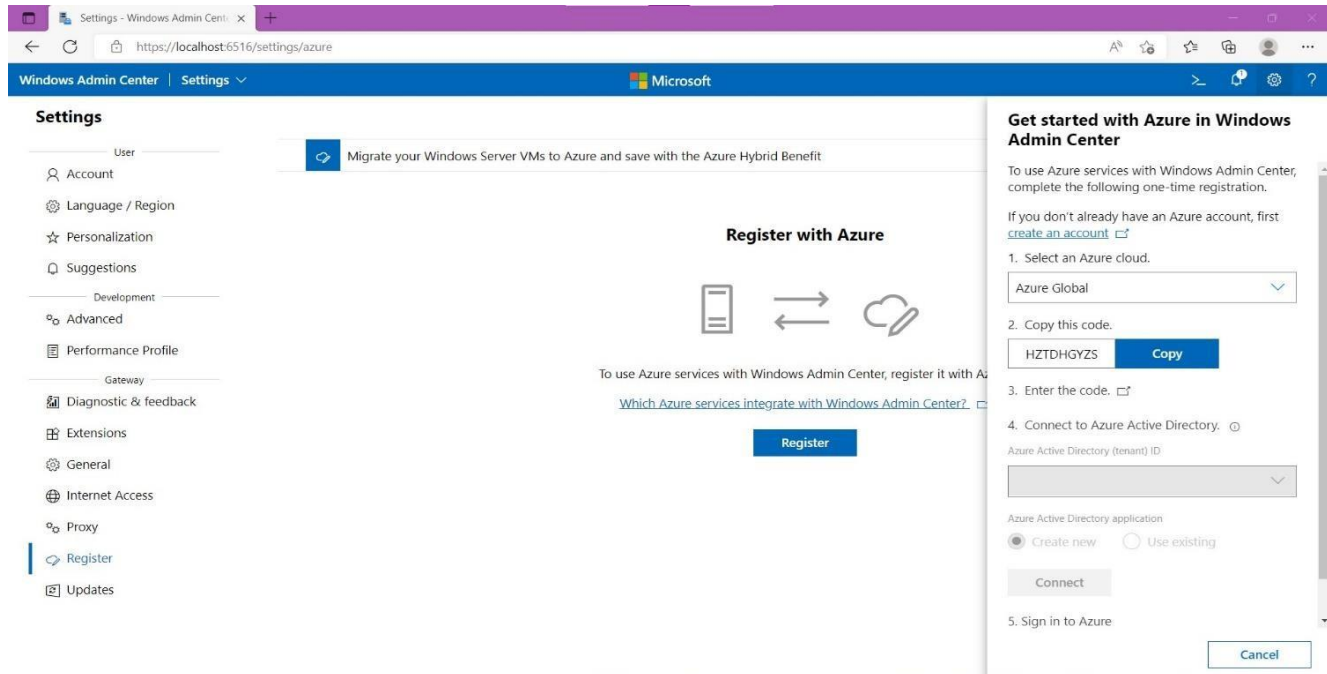 Settings - Windows Admin Cent
https://localhost:6516/settings/azure
Windows Admin Center | Settings
Microsoft
Settings
User
Account
Language / Region
Personalization
Suggestions
Development
Advanced
Performance Profile
Gateway
Diagnostic & feedback
Extensions
General
Internet Access
Proxy
Register
Updates
Migrate your Windows Server VMs to Azure and save with the Azure Hybrid Benefit
Register with Azure
To use Azure services with Windows Admin Center, register it with Az
Which Azure services integrate with Windows Admin Center?
Register
Get started with Azure in Windows
Admin Center
To use Azure services with Windows Admin Center,
complete the following one-time registration.
If you don't already have an Azure account, first
create an account
1. Select an Azure cloud.
Azure Global
2. Copy this code.
HZTDHGYZS Copy
3. Enter the code.
4. Connect to Azure Active Directory.
Azure Active Directory (tenant) ID
Azure Active Directory application
Create new Use existing
Connect
5. Sign in to Azure
Cancel